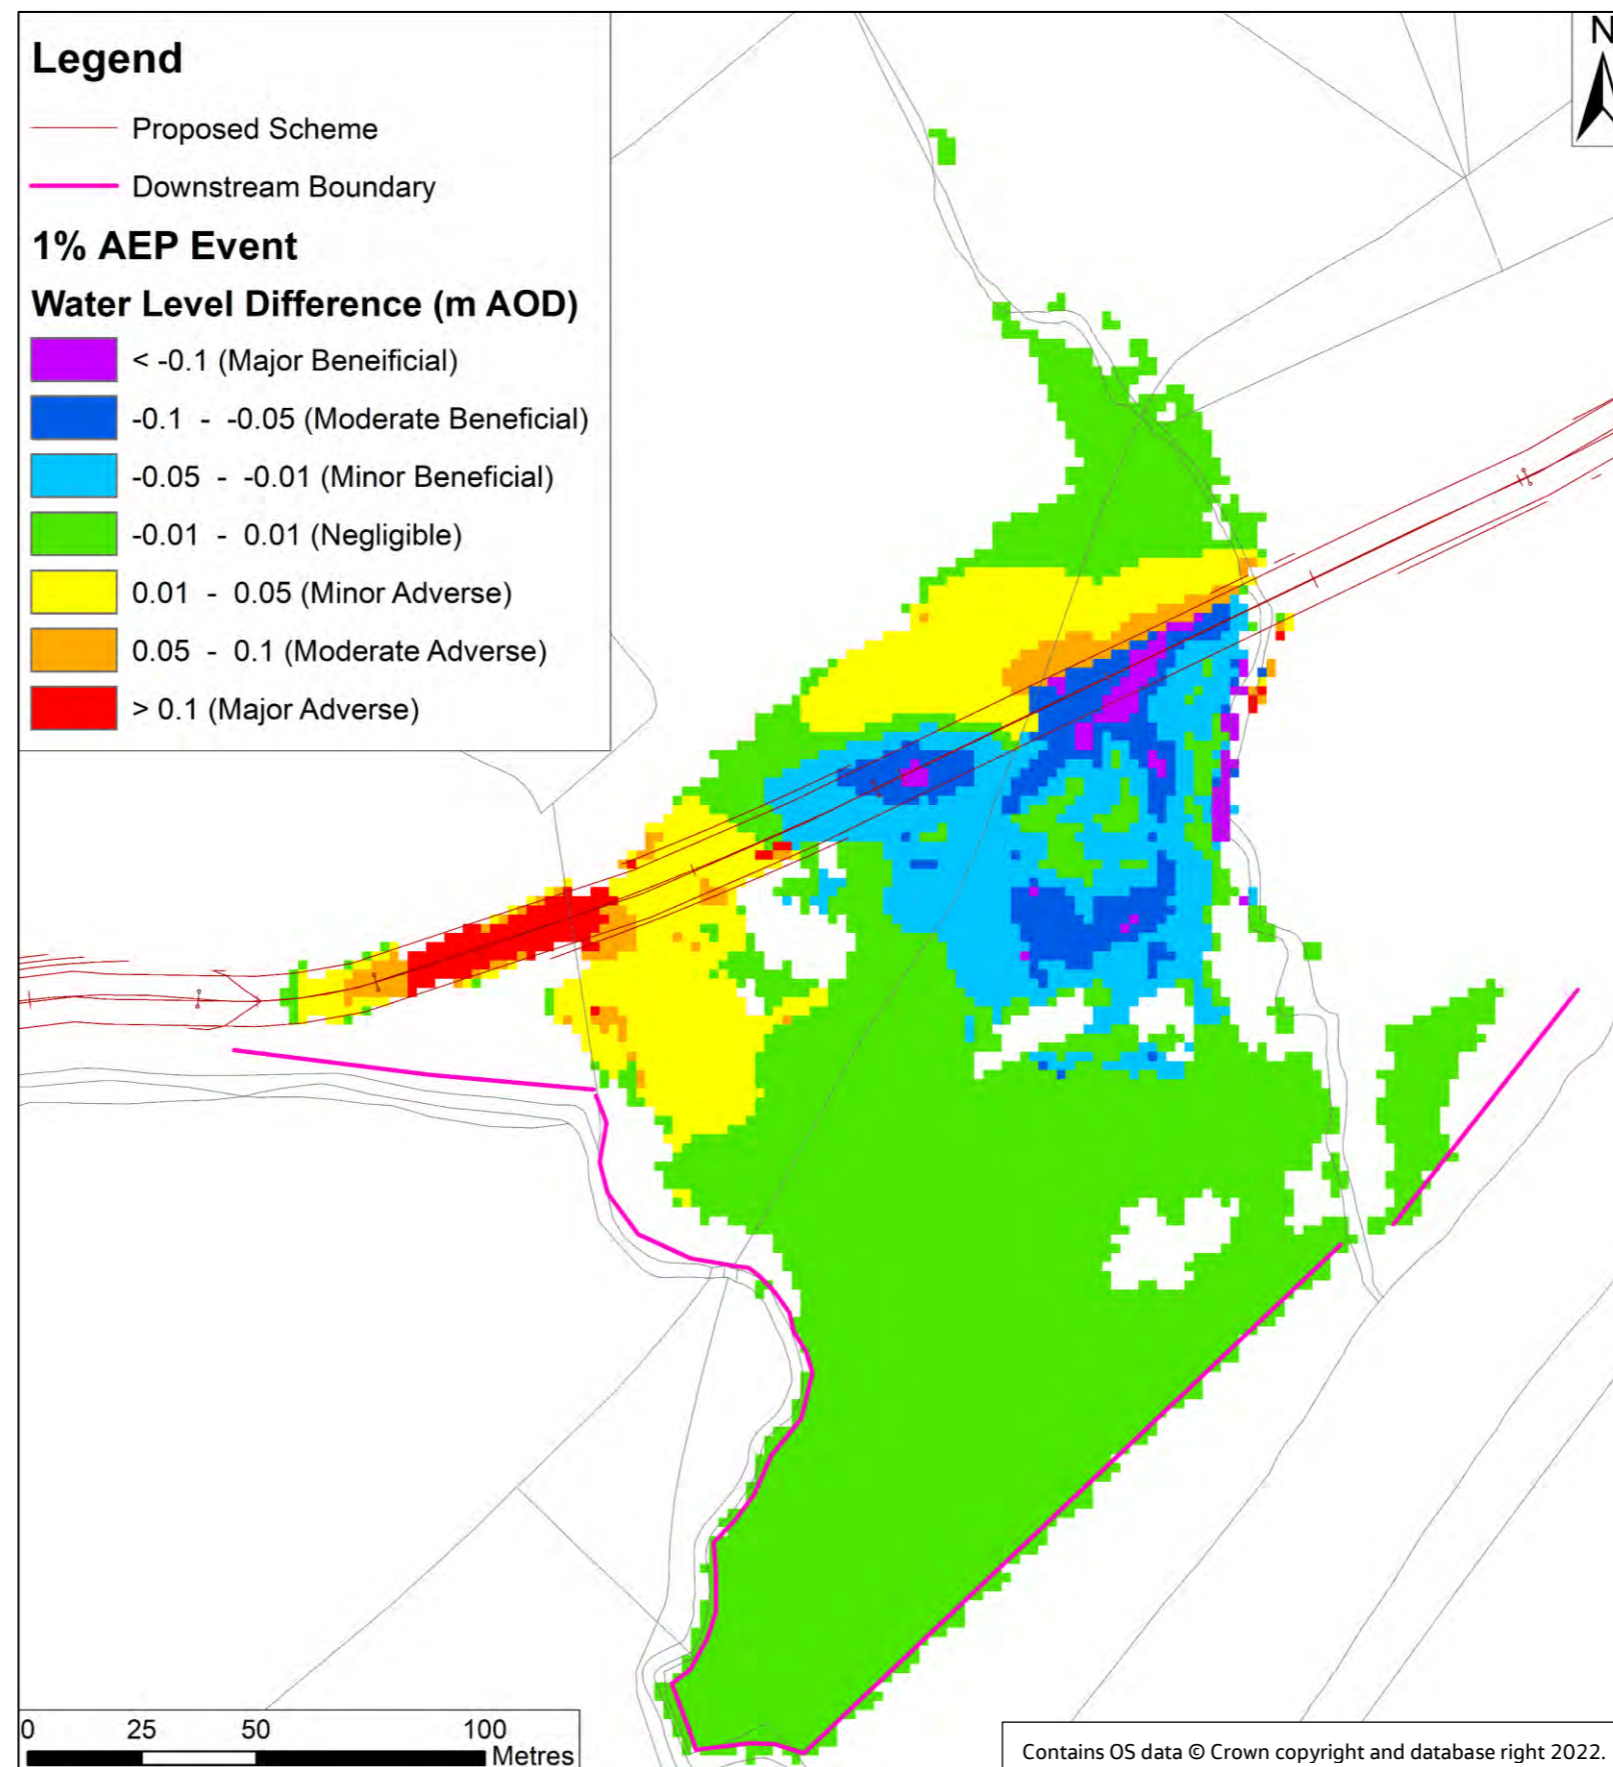 Legend
Proposed Scheme
Downstream Boundary
1% AEP Event
Water Level Difference (m AOD)
< -0.1 (Major Beneificial)
-0.1 - -0.05 (Moderate Beneficial)
-0.05 - -0.01 (Minor Beneficial)
-0.01 - 0.01 (Negligible)
0.01 - 0.05 (Minor Adverse)
0.05 - 0.1 (Moderate Adverse)
> 0.1 (Major Adverse)
N
0 25 50 100
Metres
Contains OS data © Crown copyright and database right 2022.